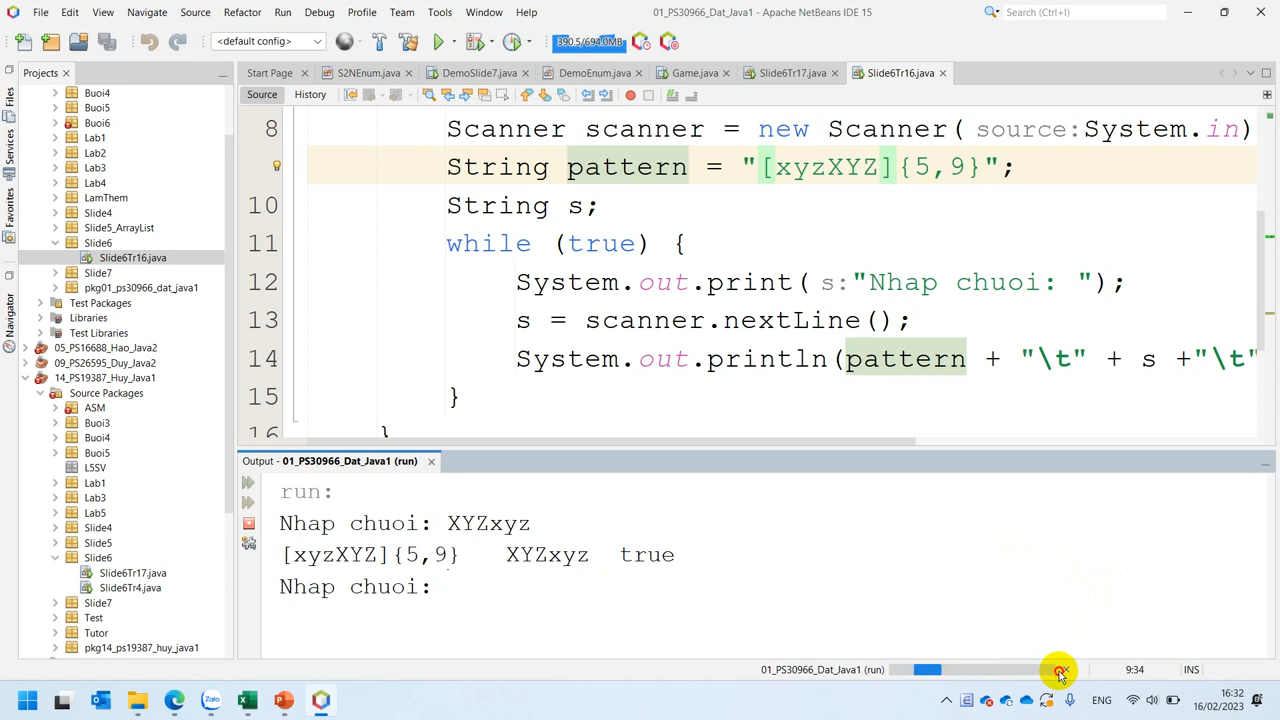 File Edit View Navigate Source Refactor Run Debug Profile Team Tools Window Help 01_PS30966_Dat_Java1 - Apache NetBeans IDE 15 Search (Ctrl+I)
<default config> 390.5/694.0MB
Projects Start Page S2NEnum.java DemoSlide7.java DemoEnum.java Game.java Slide6Tr17.java Slide6Tr16.java
Source History
Files
Services
Favorites
Navigator
Buoi4
Buoi5
Buoi6
Lab1
Lab2
Lab3
Lab4
LamThem
Slide4
Slide5_ArrayList
Slide6
Slide6Tr16.java
Slide7
pkg01_ps30966_dat_java1
Test Packages
Libraries
Test Libraries
05_PS16688_Hao_Java2
09_PS26595_Duy_Java2
14_PS19387_Huy_Java1
Source Packages
ASM
Buoi3
Buoi4
Buoi5
L5SV
Lab1
Lab3
Lab5
Slide4
Slide5
Slide6
Slide6Tr17.java
Slide6Tr4.java
Slide7
Test
Tutor
pkg14_ps19387_huy_java1
8 Scanner scanner = new Scanner( source:System.in)
String pattern = "[xyzXYZ]{5,9}";
10 String s;
11 while (true) {
12 System.out.print( s:"Nhap chuoi: ");
13 s = scanner.nextLine();
14 System.out.println(pattern + "\t" + s +"\t"
15 }
16 }
Output - 01_PS30966_Dat_Java1 (run)
run:
Nhap chuoi: XYZxyz
[xyzXYZ]{5,9} XYZxyz true
Nhap chuoi:
01_PS30966_Dat_Java1 (run) 9:34 INS
ENG 16:32
16/02/2023